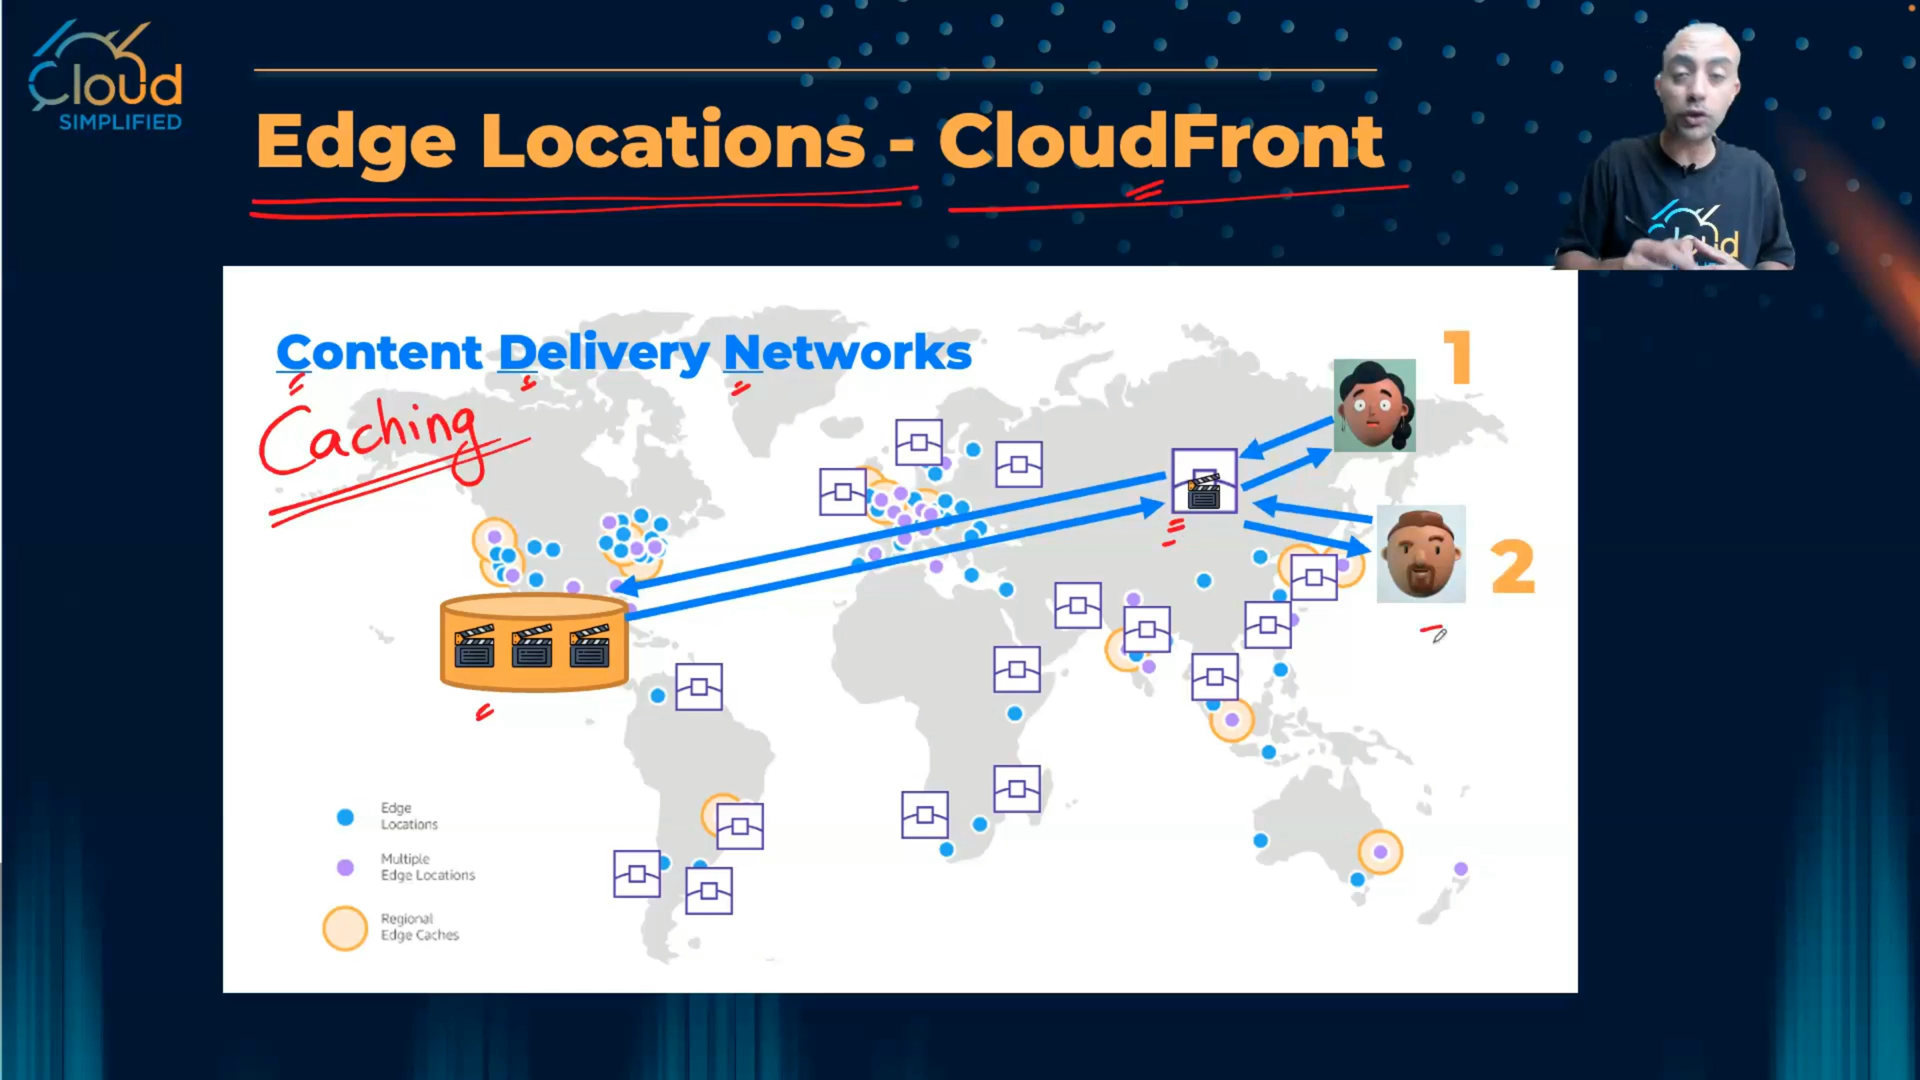 Cloud
SIMPLIFIED
Edge Locations - CloudFront
Cloud
Content Delivery Networks
Caching
1
2
Edge
Locations
Multiple
Edge Locations
Regional
Edge Caches